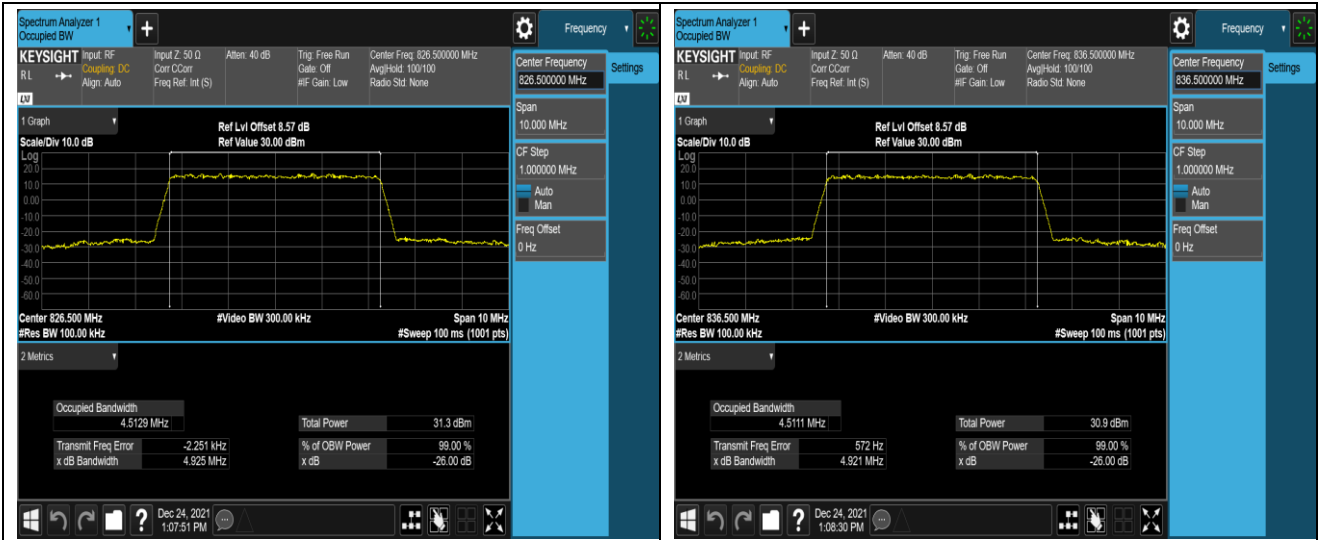 Spectrum Analyzer 1
Occupied BW
+
Frequency
KEYSIGHT Input: RF Input Z: 50 Ω Atten: 40 dB Trig: Free Run Center Freq: 826.500000 MHz
RL Coupling: DC Corr CCorr Gate: Off Avg|Hold: 100/100
Align: Auto Freq Ref: Int (S) #IF Gain: Low Radio Std: None
LXI
Center Frequency
826.500000 MHz
Settings
Span
10.000 MHz
CF Step
1.000000 MHz
Auto
Man
Freq Offset
0 Hz
1 Graph
Ref Lvl Offset 8.57 dB
Scale/Div 10.0 dB Ref Value 30.00 dBm
Log
20.0
10.0
0.00
-10.0
-20.0
-30.0
-40.0
-50.0
-60.0
Center 826.500 MHz #Video BW 300.00 kHz Span 10 MHz
#Res BW 100.00 kHz #Sweep 100 ms (1001 pts)
2 Metrics
Occupied Bandwidth
4.5129 MHz Total Power 31.3 dBm
Transmit Freq Error -2.251 kHz % of OBW Power 99.00 %
x dB Bandwidth 4.925 MHz x dB -26.00 dB
? Dec 24, 2021
1:07:51 PM
Spectrum Analyzer 1
Occupied BW
+
Frequency
KEYSIGHT Input: RF Input Z: 50 Ω Atten: 40 dB Trig: Free Run Center Freq: 836.500000 MHz
RL Coupling: DC Corr CCorr Gate: Off Avg|Hold: 100/100
Align: Auto Freq Ref: Int (S) #IF Gain: Low Radio Std: None
LXI
Center Frequency
836.500000 MHz
Settings
Span
10.000 MHz
CF Step
1.000000 MHz
Auto
Man
Freq Offset
0 Hz
1 Graph
Ref Lvl Offset 8.57 dB
Scale/Div 10.0 dB Ref Value 30.00 dBm
Log
20.0
10.0
0.00
-10.0
-20.0
-30.0
-40.0
-50.0
-60.0
Center 836.500 MHz #Video BW 300.00 kHz Span 10 MHz
#Res BW 100.00 kHz #Sweep 100 ms (1001 pts)
2 Metrics
Occupied Bandwidth
4.5111 MHz Total Power 30.9 dBm
Transmit Freq Error 572 Hz % of OBW Power 99.00 %
x dB Bandwidth 4.921 MHz x dB -26.00 dB
? Dec 24, 2021
1:08:30 PM